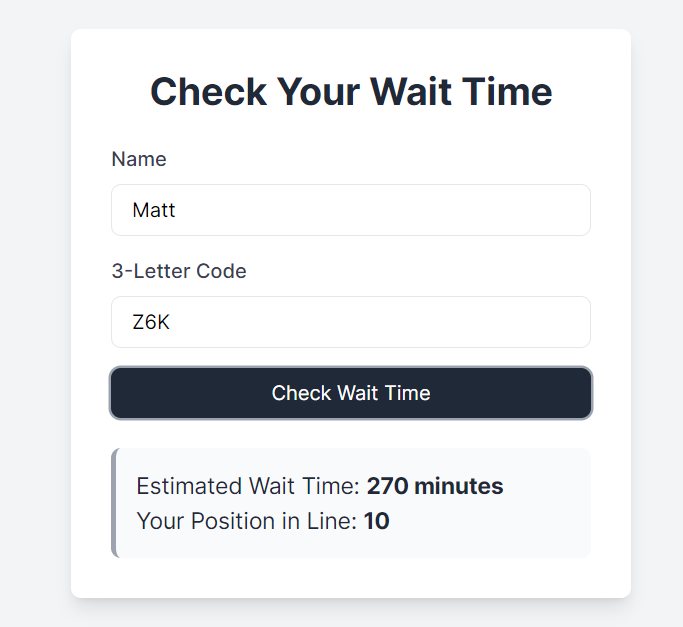 Check Your Wait Time
Name
Matt
3-Letter Code
Z6K
Check Wait Time
Estimated Wait Time: 270 minutes
Your Position in Line: 10